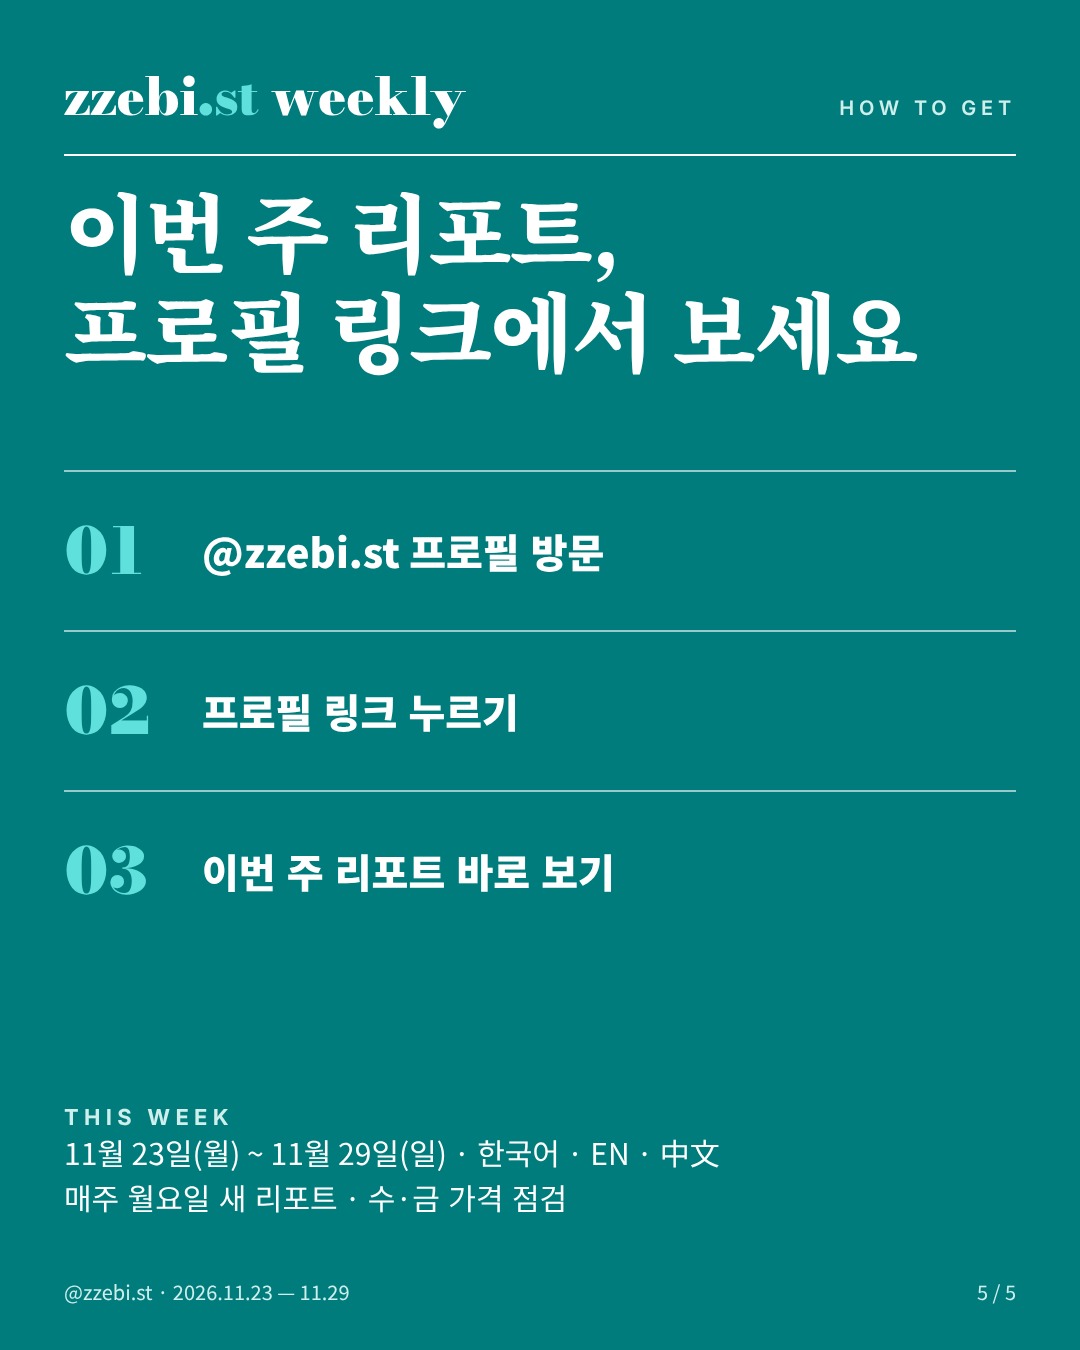 zzebi.st weekly
HOW TO GET
이번 주 리포트,
프로필 링크에서 보세요
01 @zzebi.st 프로필 방문
02 프로필 링크 누르기
03 이번 주 리포트 바로 보기
THIS WEEK
11월 23일(월) ~ 11월 29일(일) · 한국어 · EN · 中文
매주 월요일 새 리포트 · 수·금 가격 점검
@zzebi.st · 2026.11.23 — 11.29
5 / 5